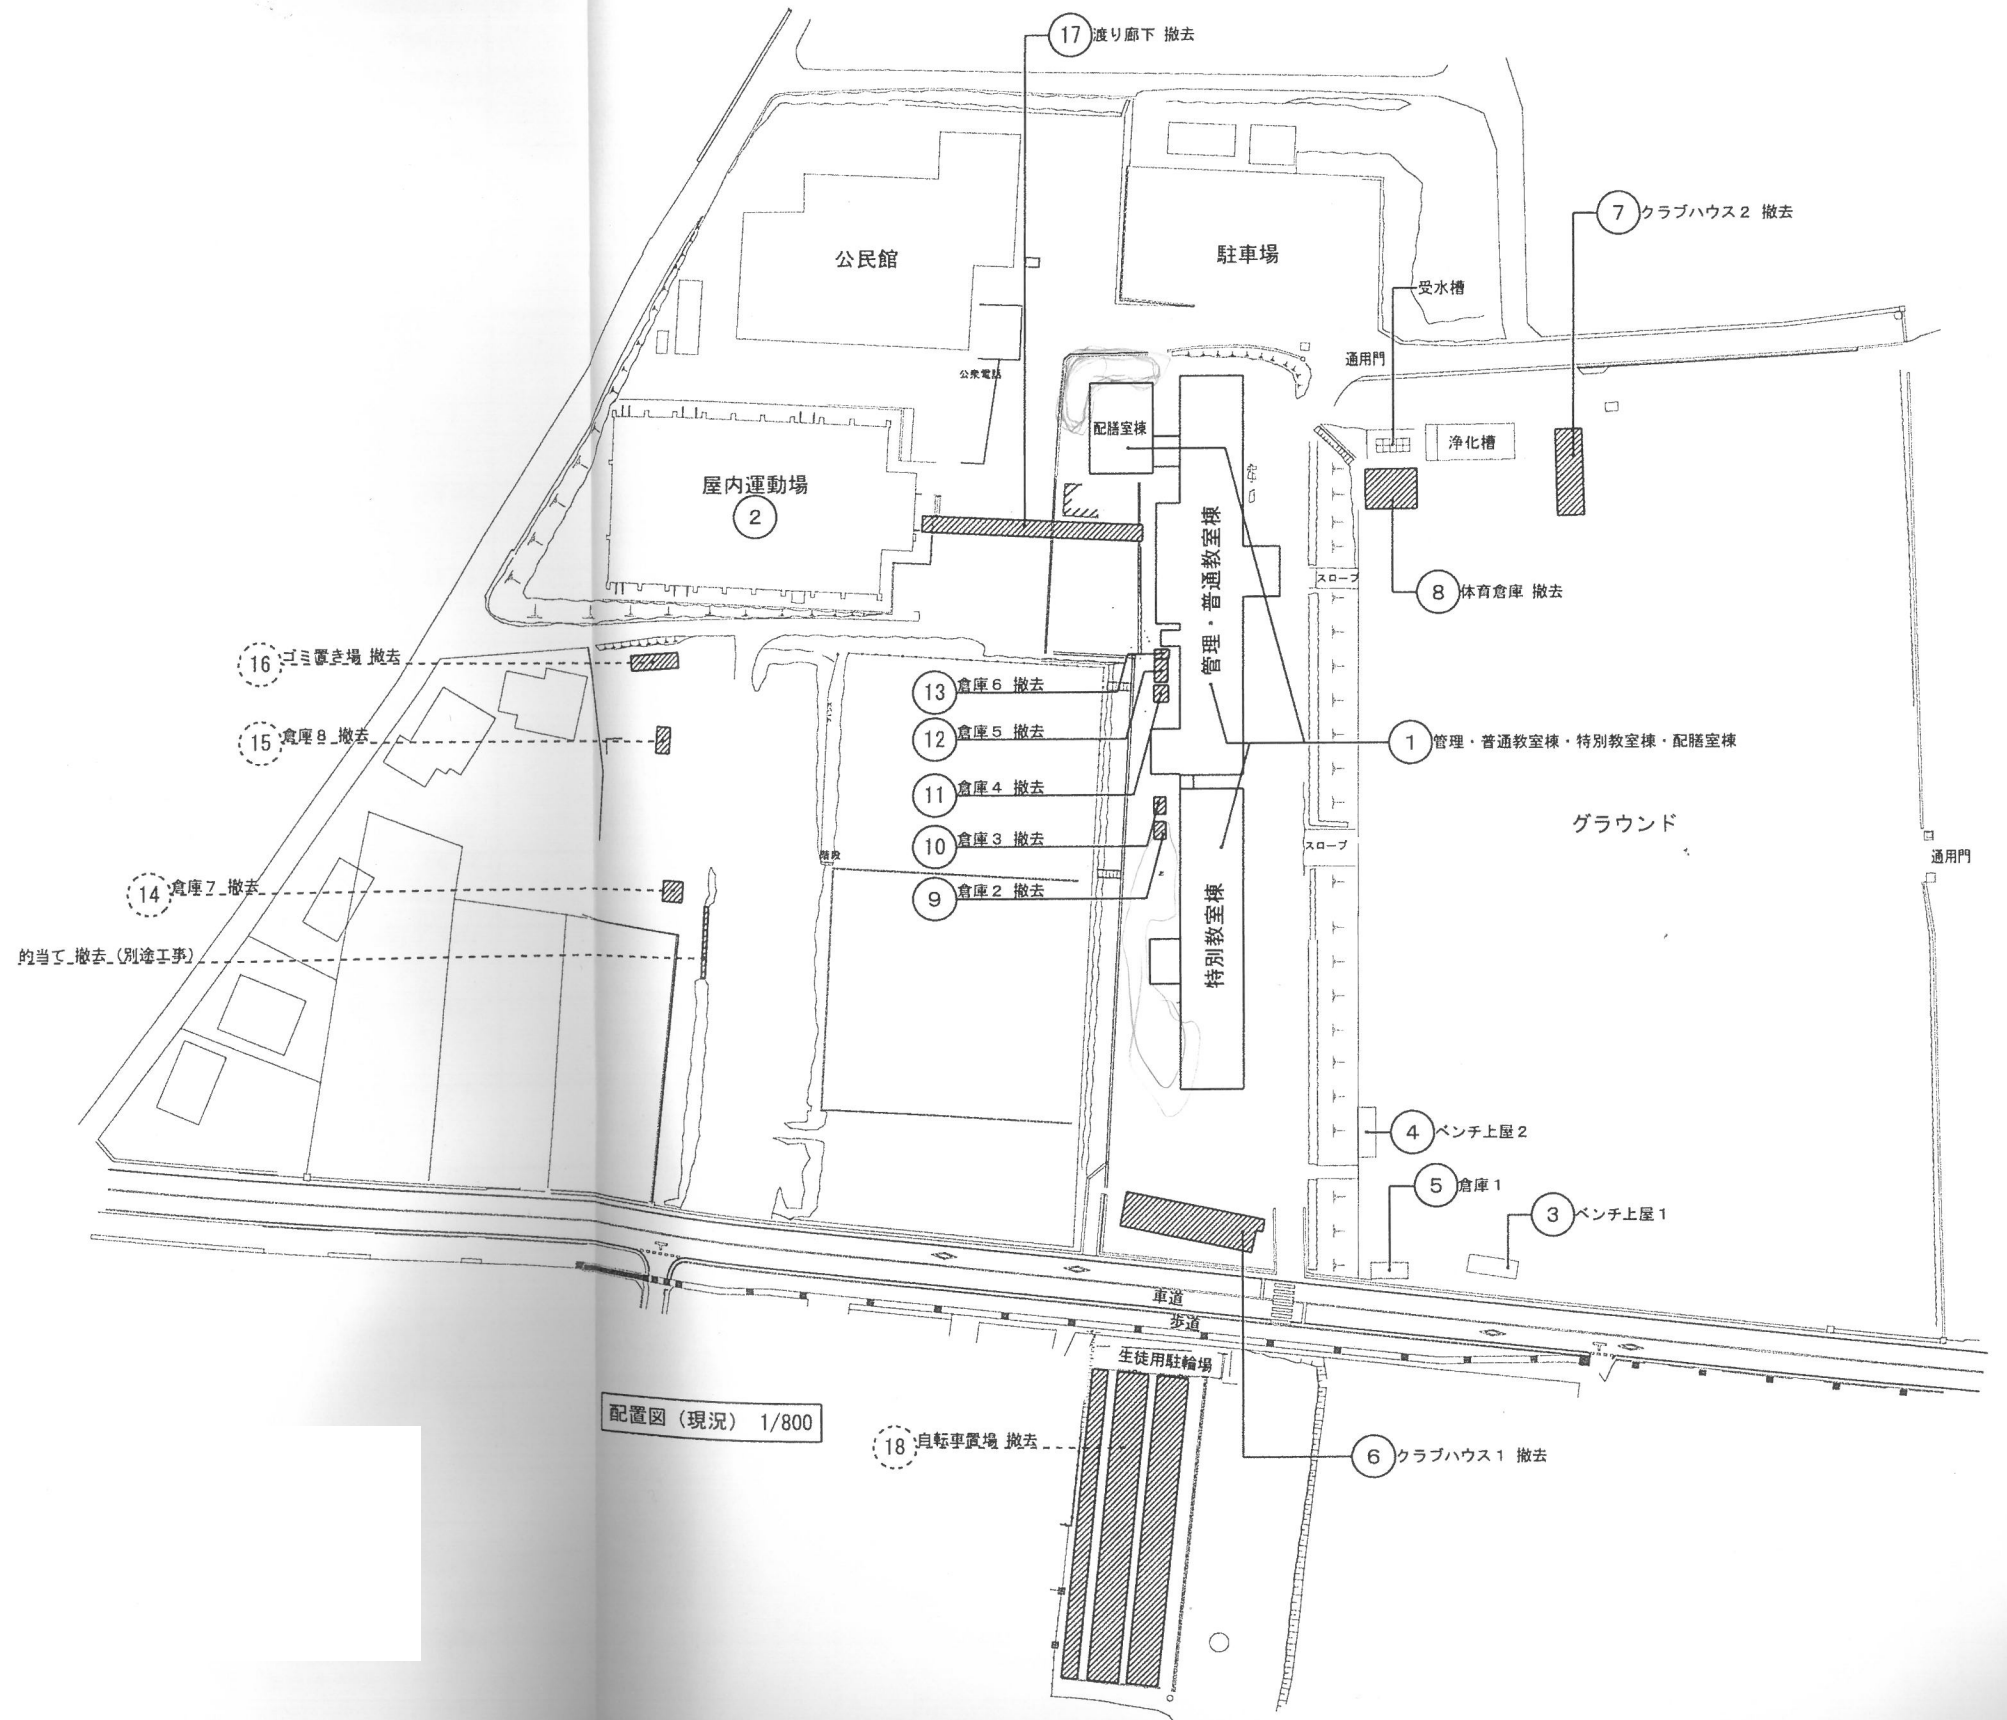 17 渡り廊下 撤去
7 クラブハウス2 撤去
公民館
駐車場
受水槽
通用門
公衆電話
配膳室棟
浄化槽
屋内運動場
2
管理・普通教室棟
スロープ
8 体育倉庫 撤去
16 ゴミ置き場 撤去
13 倉庫6 撤去
15 倉庫8 撤去
12 倉庫5 撤去
1 管理・普通教室棟・特別教室棟・配膳室棟
11 倉庫4 撤去
グラウンド
10 倉庫3 撤去
スロープ
階段
通用門
14 倉庫7 撤去
9 倉庫2 撤去
特別教室棟
的当て 撤去(別途工事)
4 ベンチ上屋2
5 倉庫1
3 ベンチ上屋1
車道
歩道
生徒用駐輪場
配置図(現況) 1/800
18 自転車置場 撤去
6 クラブハウス1 撤去